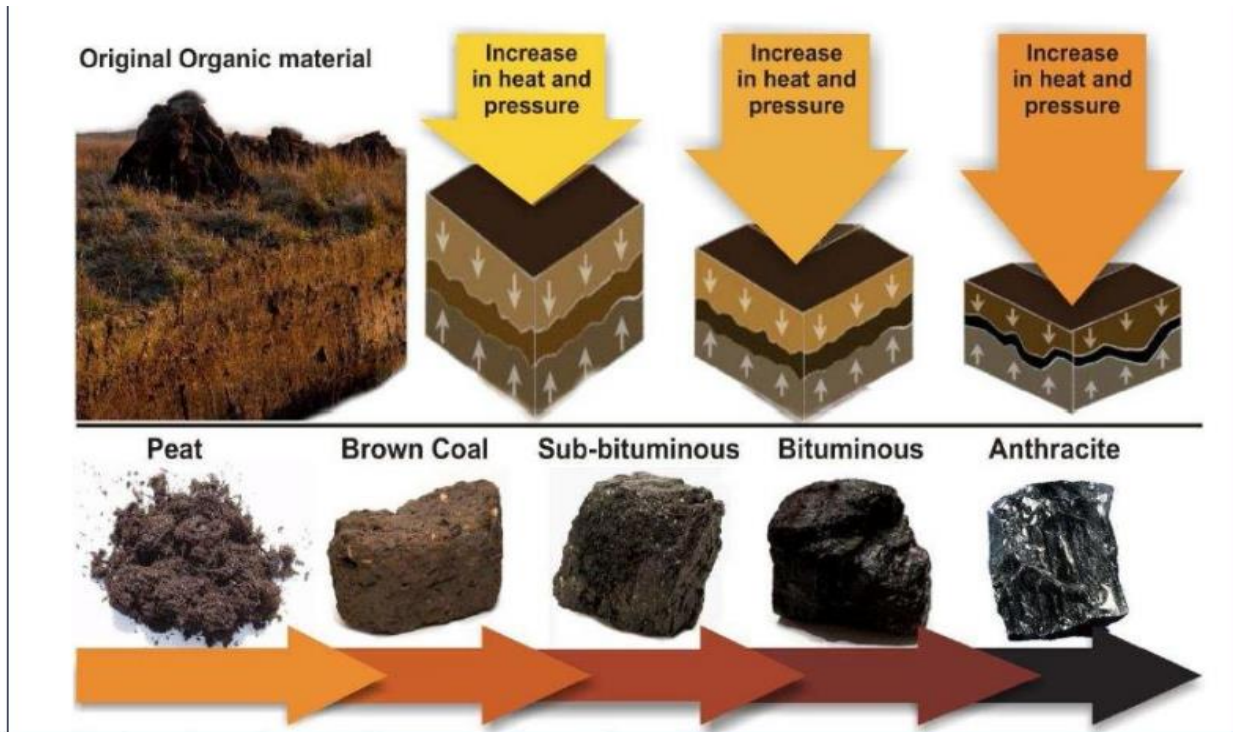 Original Organic material
Increase
in heat and
pressure
Increase
in heat and
pressure
Increase
in heat and
pressure
Peat
Brown Coal
Sub-bituminous
Bituminous
Anthracite